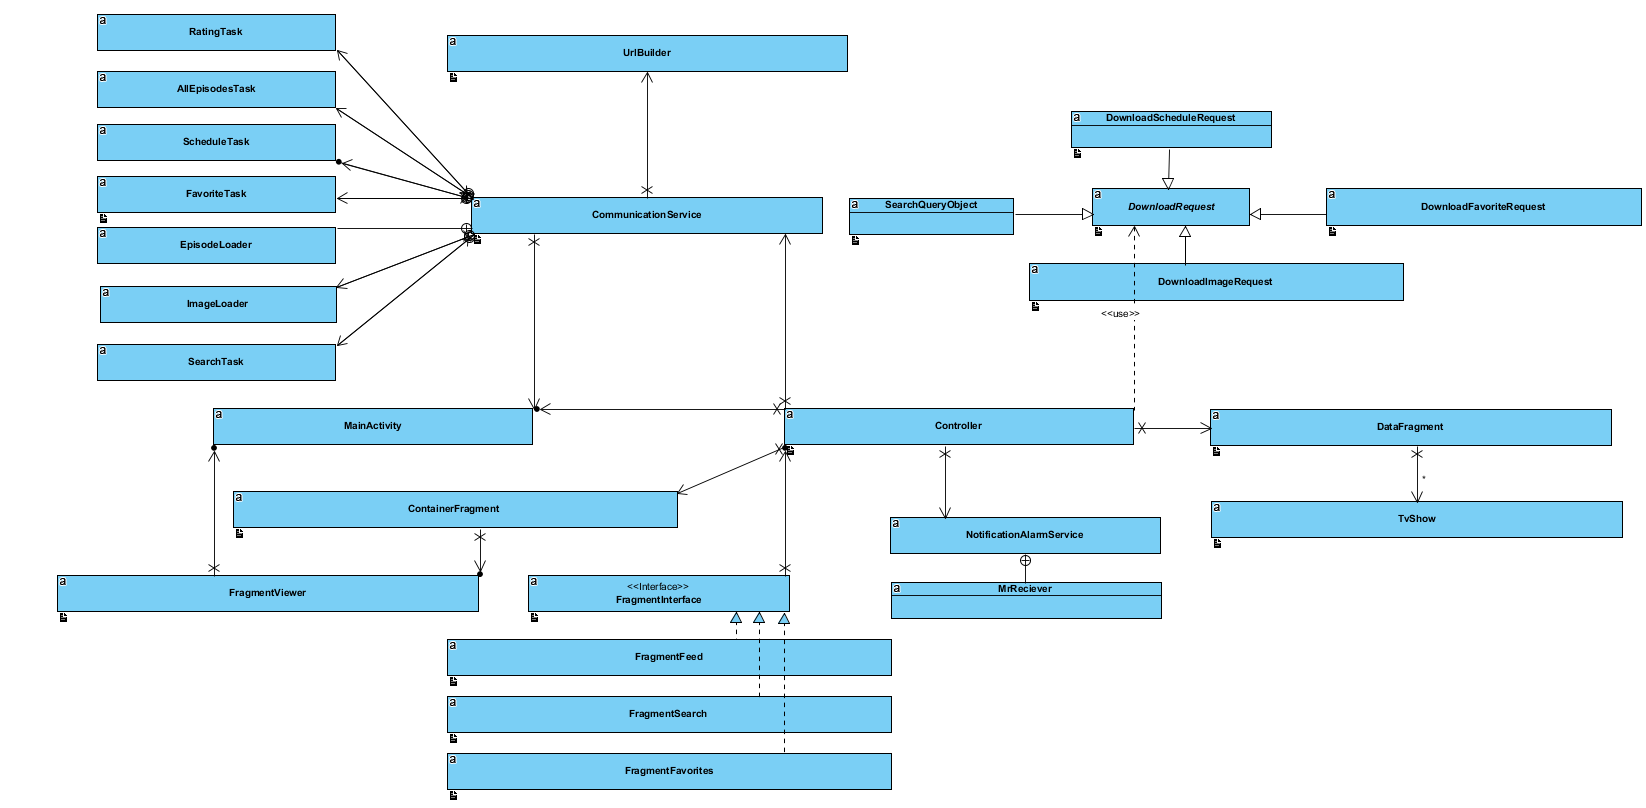 a
RatingTask
a
UrlBuilder
a
AllEpisodesTask
a
DownloadScheduleRequest
a
ScheduleTask
a
FavoriteTask
a
CommunicationService
a
SearchQueryObject
a
DownloadRequest
a
DownloadFavoriteRequest
a
EpisodeLoader
a
DownloadImageRequest
a
ImageLoader
<<use>>
a
SearchTask
a
MainActivity
a
Controller
a
DataFragment
*
a
ContainerFragment
a
NotificationAlarmService
a
TvShow
a
FragmentViewer
a
<<Interface>>
FragmentInterface
a
MrReciever
a
FragmentFeed
a
FragmentSearch
a
FragmentFavorites